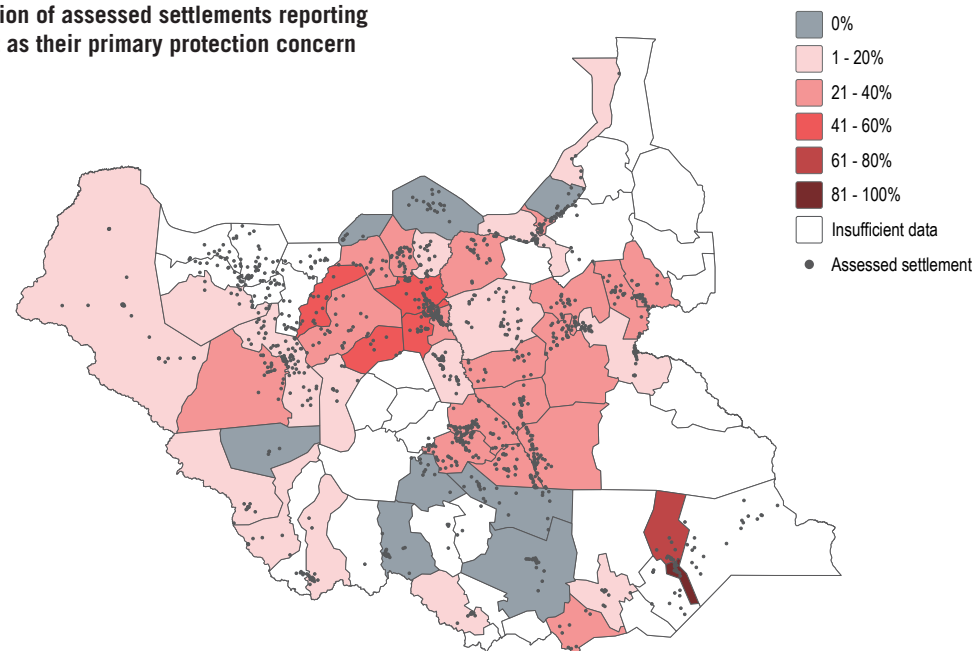 of assessed settlements reporting
as their primary protection concern
0%
1 - 20%
21 - 40%
41 - 60%
61 - 80%
81 - 100%
Insufficient data
Assessed settlement